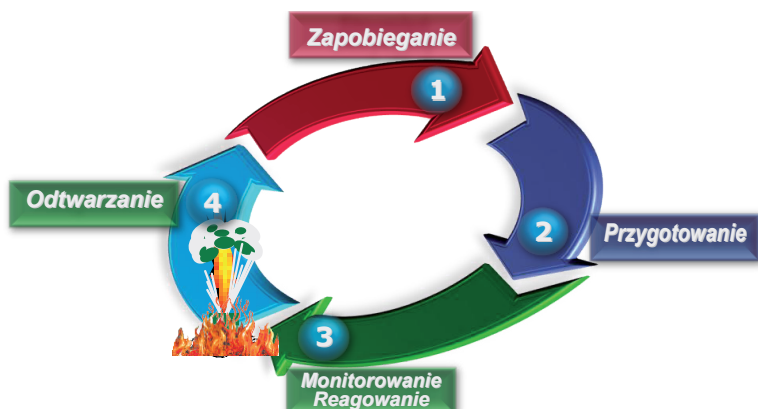 Zapobieganie
1
2
Przygotowanie
3
Monitorowanie
Reagowanie
4
Odtwarzanie